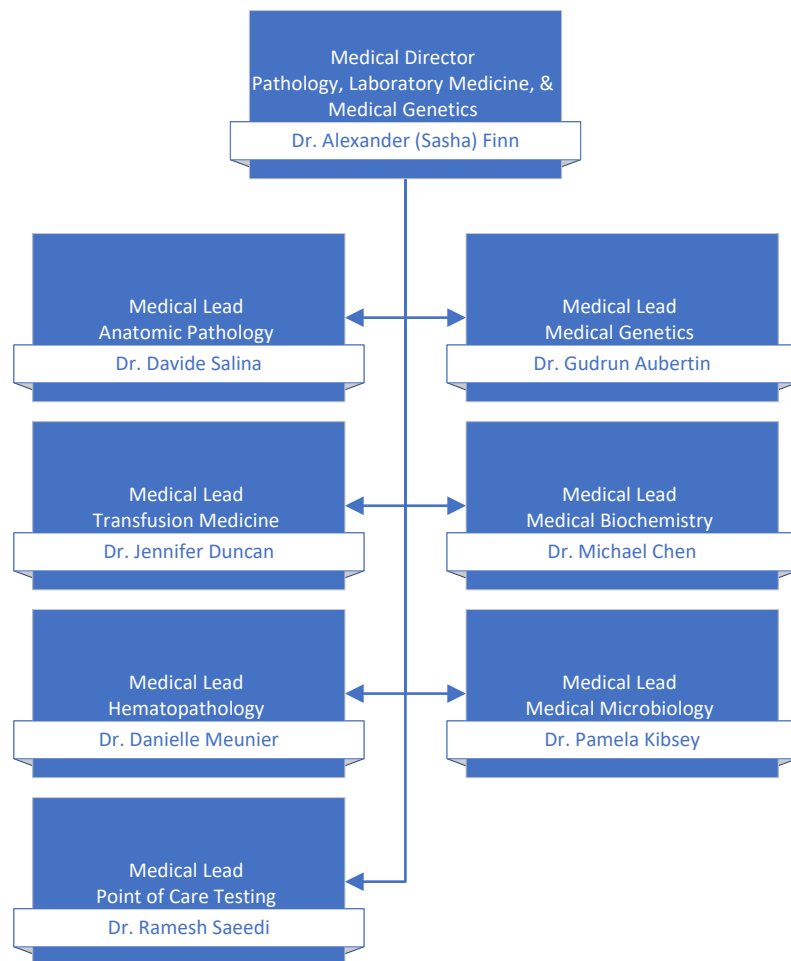 Medical Director
Pathology, Laboratory Medicine, &
Medical Genetics
Dr. Alexander (Sasha) Finn
Medical Lead
Anatomic Pathology
Dr. Davide Salina
Medical Lead
Medical Genetics
Dr. Gudrun Aubertin
Medical Lead
Transfusion Medicine
Dr. Jennifer Duncan
Medical Lead
Medical Biochemistry
Dr. Michael Chen
Medical Lead
Hematopathology
Dr. Danielle Meunier
Medical Lead
Medical Microbiology
Dr. Pamela Kibsey
Medical Lead
Point of Care Testing
Dr. Ramesh Saeedi